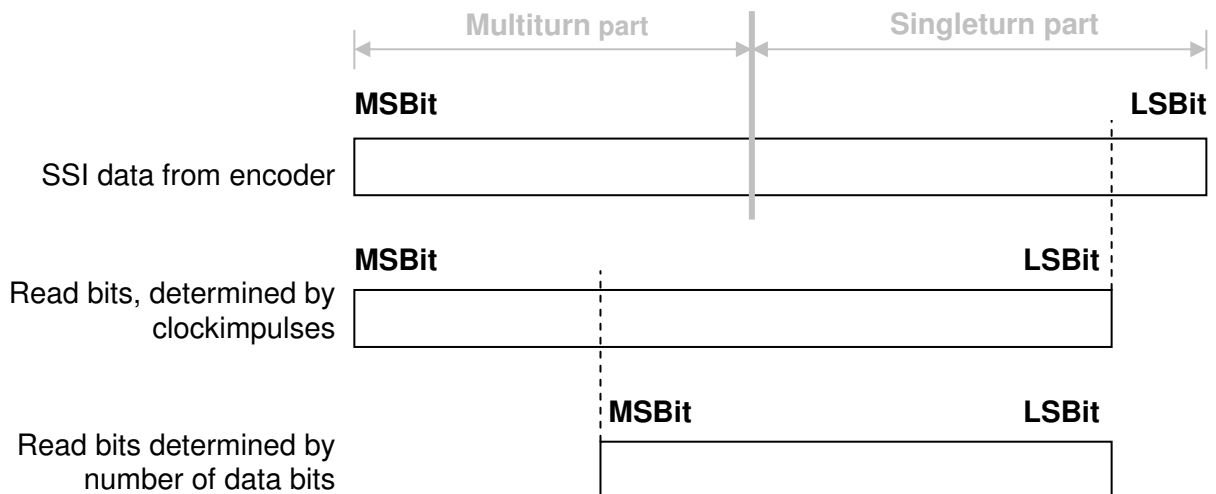 Multiturn part Singleturn part
MSBit LSBit
SSI data from encoder
MSBit LSBit
Read bits, determined by
clockimpulses
MSBit LSBit
Read bits determined by
number of data bits